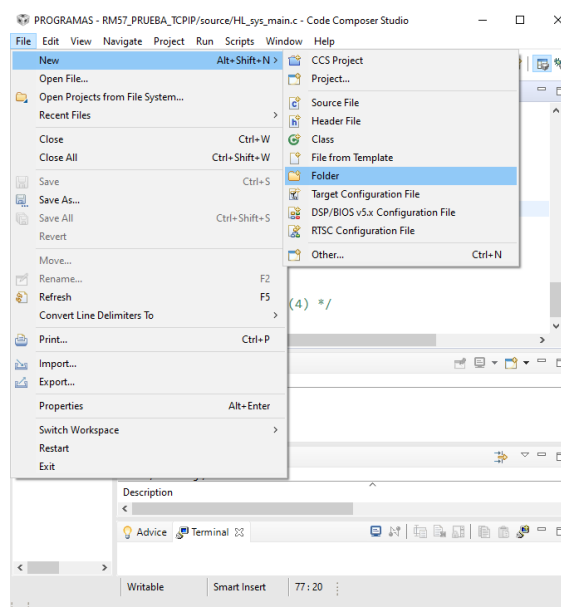 PROGRAMAS - RM57_PRUEBA_TCPIP/source/HL_sys_main.c - Code Composer Studio
File Edit View Navigate Project Run Scripts Window Help
New Alt+Shift+N >
Open File...
Open Projects from File System...
Recent Files >
Close Ctrl+W
Close All Ctrl+Shift+W
Save Ctrl+S
Save As...
Save All Ctrl+Shift+S
Revert
Move...
Rename... F2
Refresh F5
Convert Line Delimiters To >
Print... Ctrl+P
Import...
Export...
Properties Alt+Enter
Switch Workspace >
Restart
Exit
CCS Project
Project...
Source File
Header File
Class
File from Template
Folder
Target Configuration File
DSP/BIOS v5.x Configuration File
RTSC Configuration File
Other... Ctrl+N
(4) */
Description
Advice Terminal
Writable Smart Insert 77 : 20